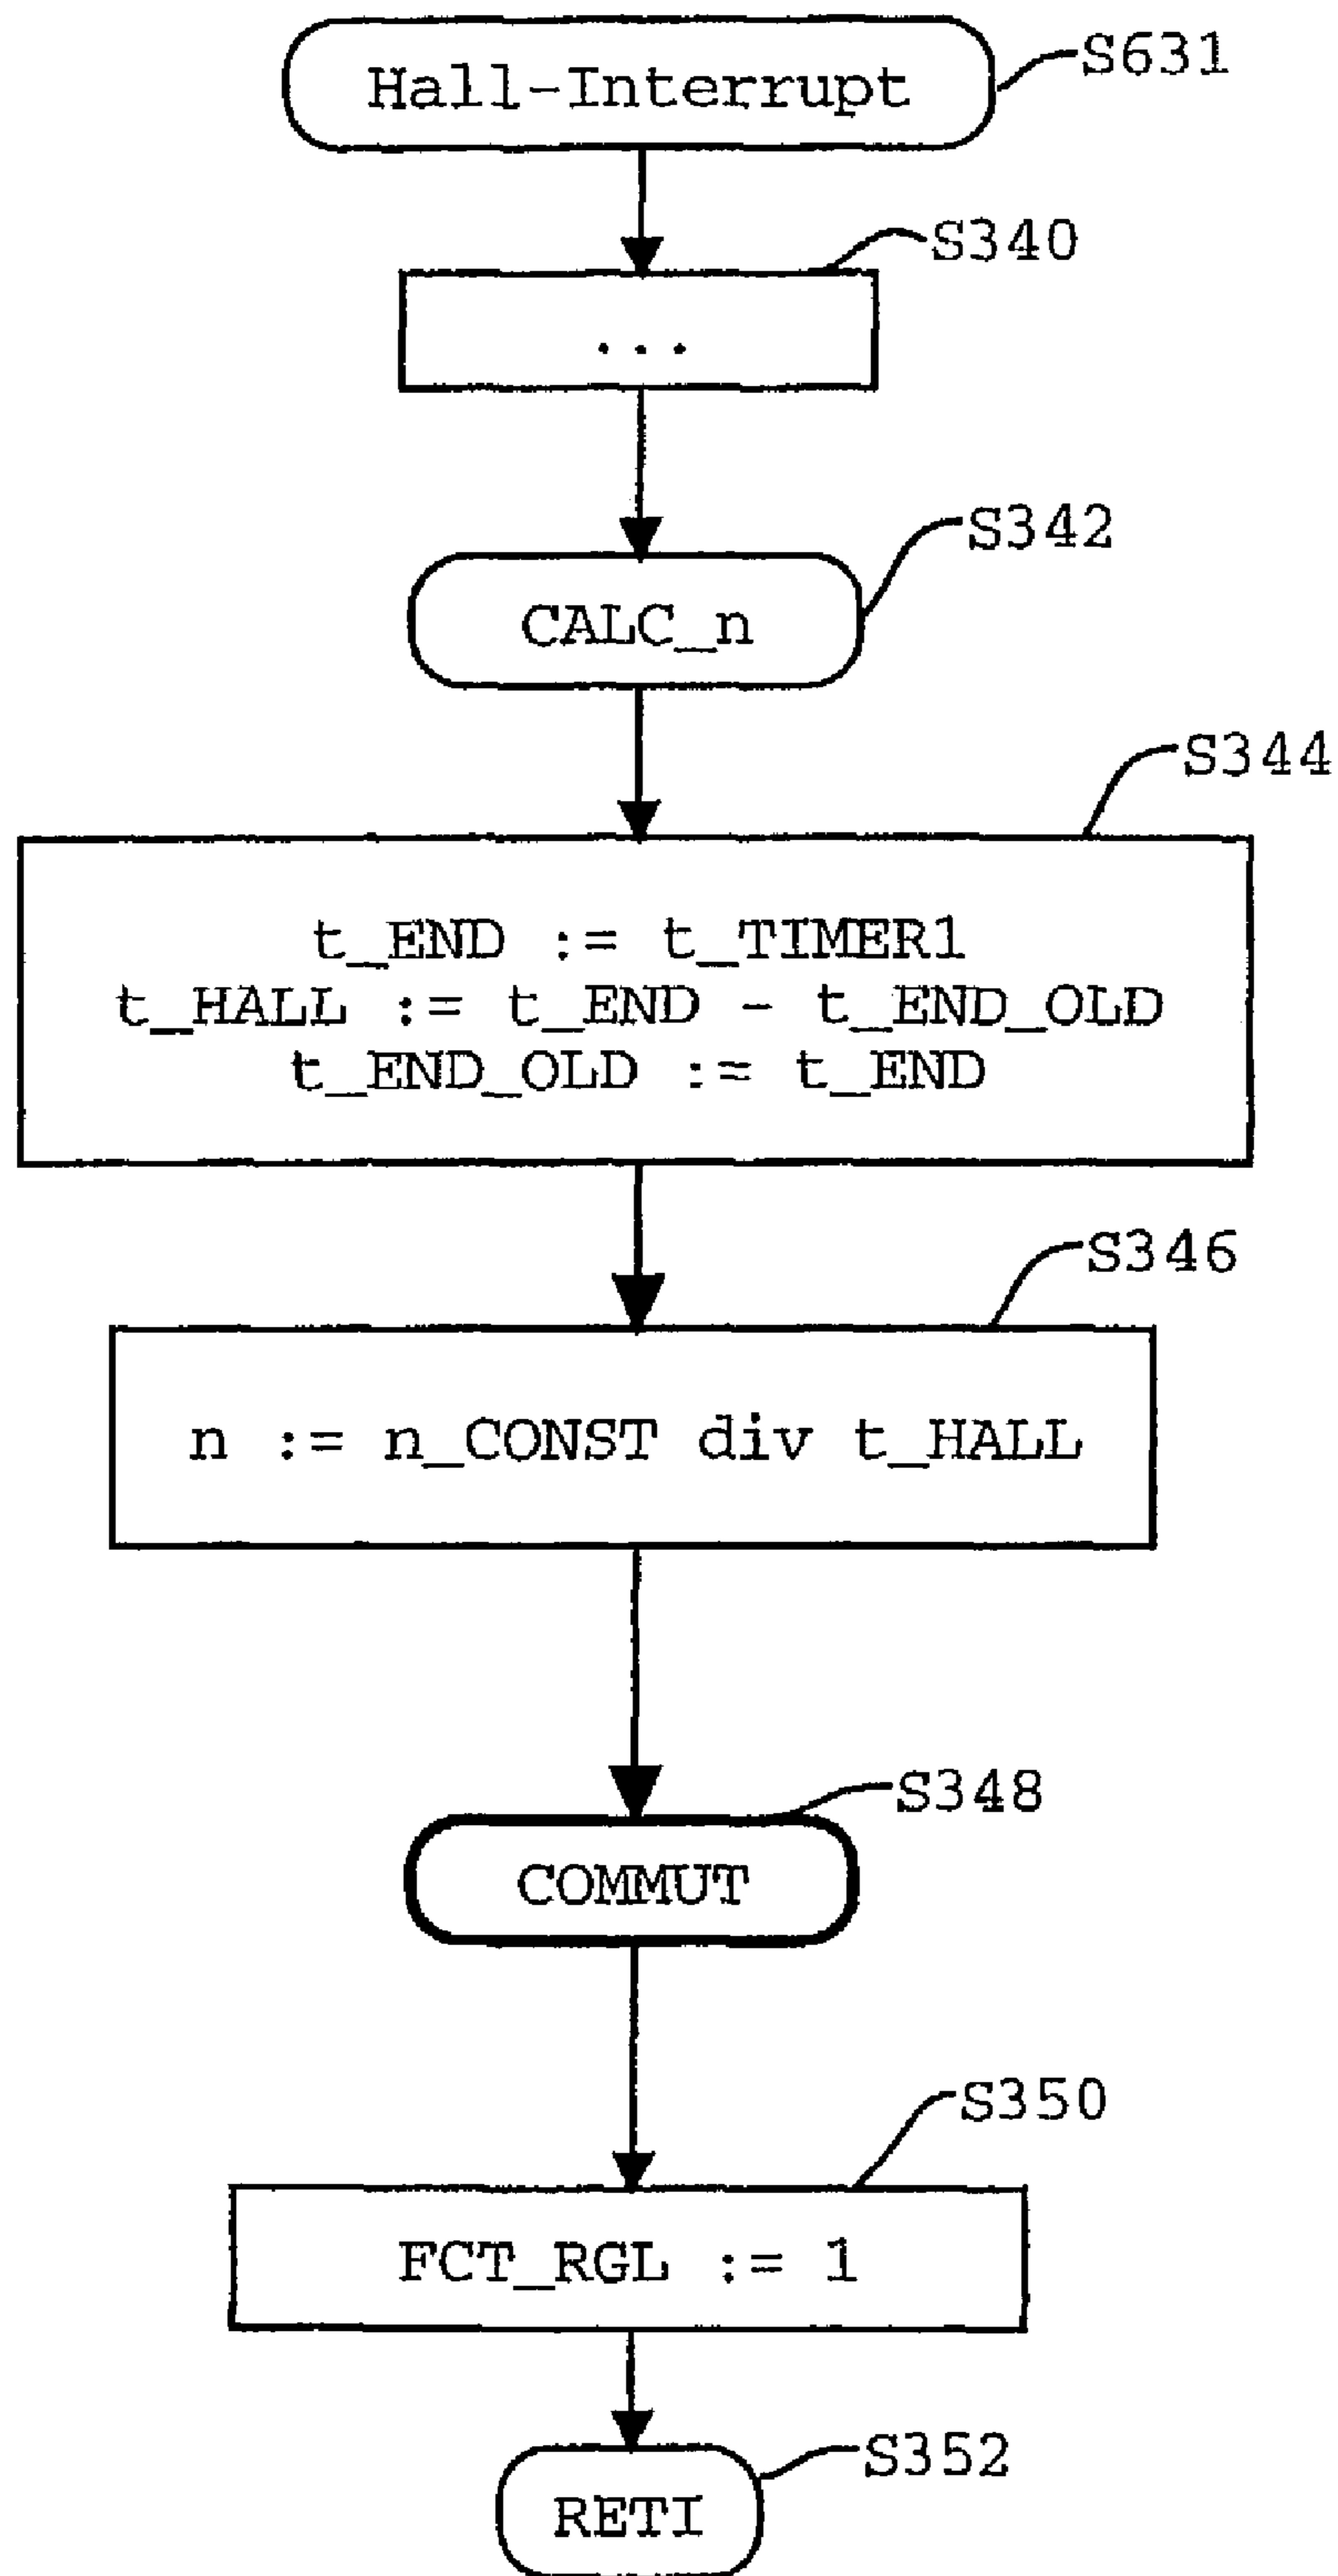 Hall-Interrupt
S631
S340
...
S342
CALC_n
S344
t_END := t_TIMER1
t_HALL := t_END - t_END_OLD
t_END_OLD := t_END
S346
n := n_CONST div t_HALL
S348
COMMUT
S350
FCT_RGL := 1
S352
RETI